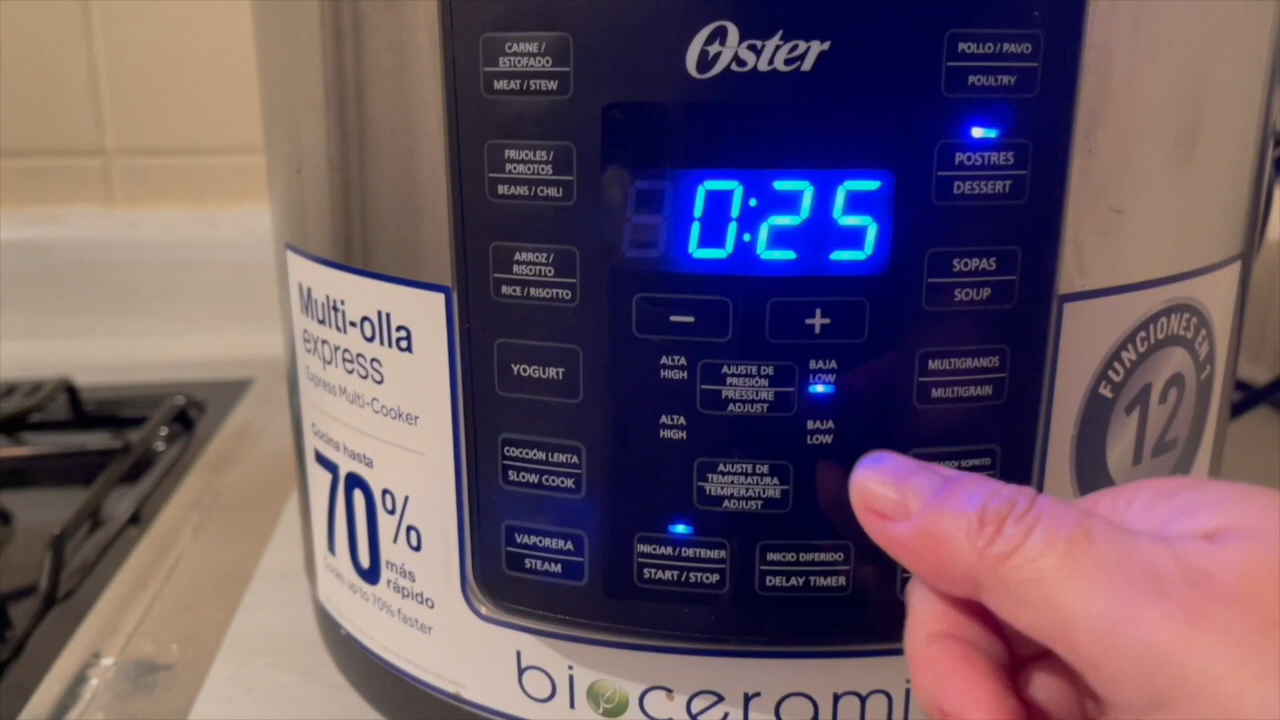 Oster
CARNE /
ESTOFADO
MEAT / STEW
POLLO / PAVO
POULTRY
FRIJOLES /
POROTOS
BEANS / CHILI
POSTRES
DESSERT
0:25
ARROZ /
RISOTTO
RICE / RISOTTO
SOPAS
SOUP
− +
YOGURT
ALTA
HIGH
AJUSTE DE
PRESIÓN
PRESSURE
ADJUST
BAJA
LOW
MULTIGRANOS
MULTIGRAIN
ALTA
HIGH
BAJA
LOW
COCCIÓN LENTA
SLOW COOK
AJUSTE DE
TEMPERATURA
TEMPERATURE
ADJUST
SOFRITO
VAPORERA
STEAM
INICIAR / DETENER
START / STOP
INICIO DIFERIDO
DELAY TIMER
Multi-olla
express
Express Multi-Cooker
Cocina hasta
70%
más
rápido
Cooks up to 70% faster
FUNCIONES EN 1
12
biocerami